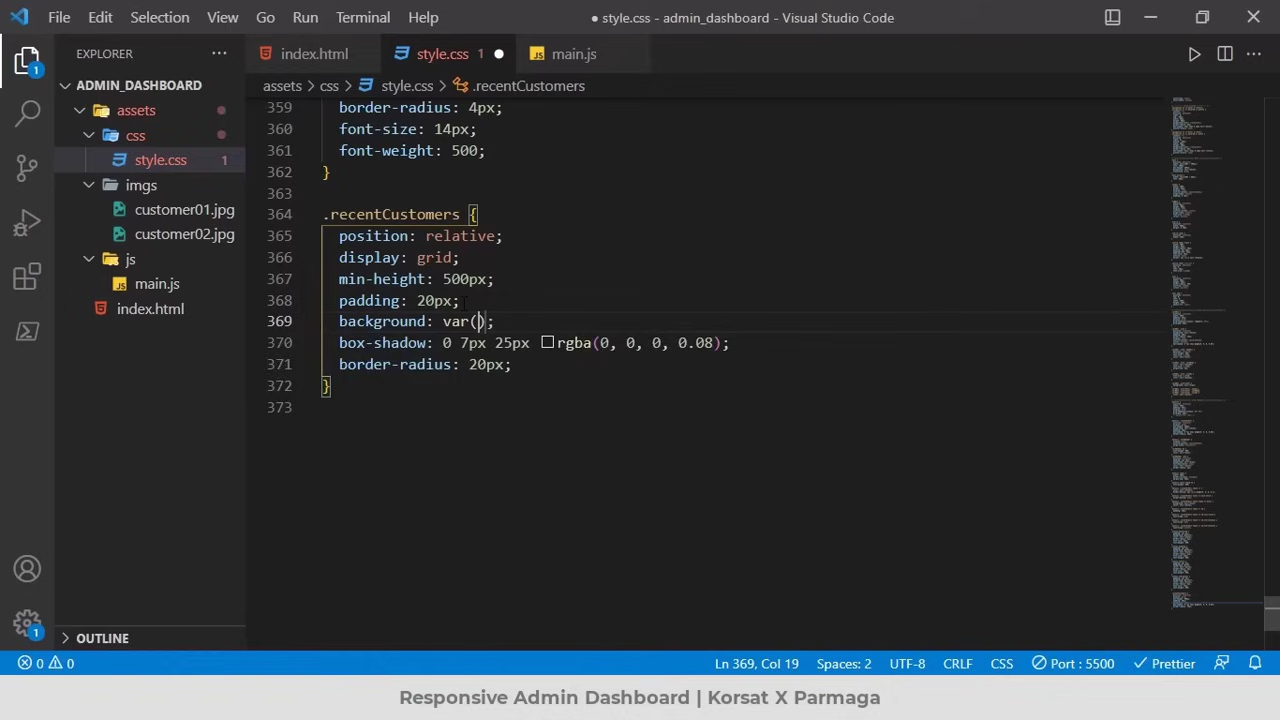 File Edit Selection View Go Run Terminal Help ● style.css - admin_dashboard - Visual Studio Code
EXPLORER ··· index.html style.css 1 ● main.js
ADMIN_DASHBOARD assets > css > style.css > .recentCustomers
assets
css
style.css 1
imgs
customer01.jpg
customer02.jpg
js
main.js
index.html
359 border-radius: 4px;
360 font-size: 14px;
361 font-weight: 500;
362 }
363
364 .recentCustomers {
365 position: relative;
366 display: grid;
367 min-height: 500px;
368 padding: 20px;
369 background: var();
370 box-shadow: 0 7px 25px rgba(0, 0, 0, 0.08);
371 border-radius: 20px;
372 }
373
1
1
OUTLINE
0 0 Ln 369, Col 19 Spaces: 2 UTF-8 CRLF CSS Port : 5500 Prettier
Responsive Admin Dashboard | Korsat X Parmaga